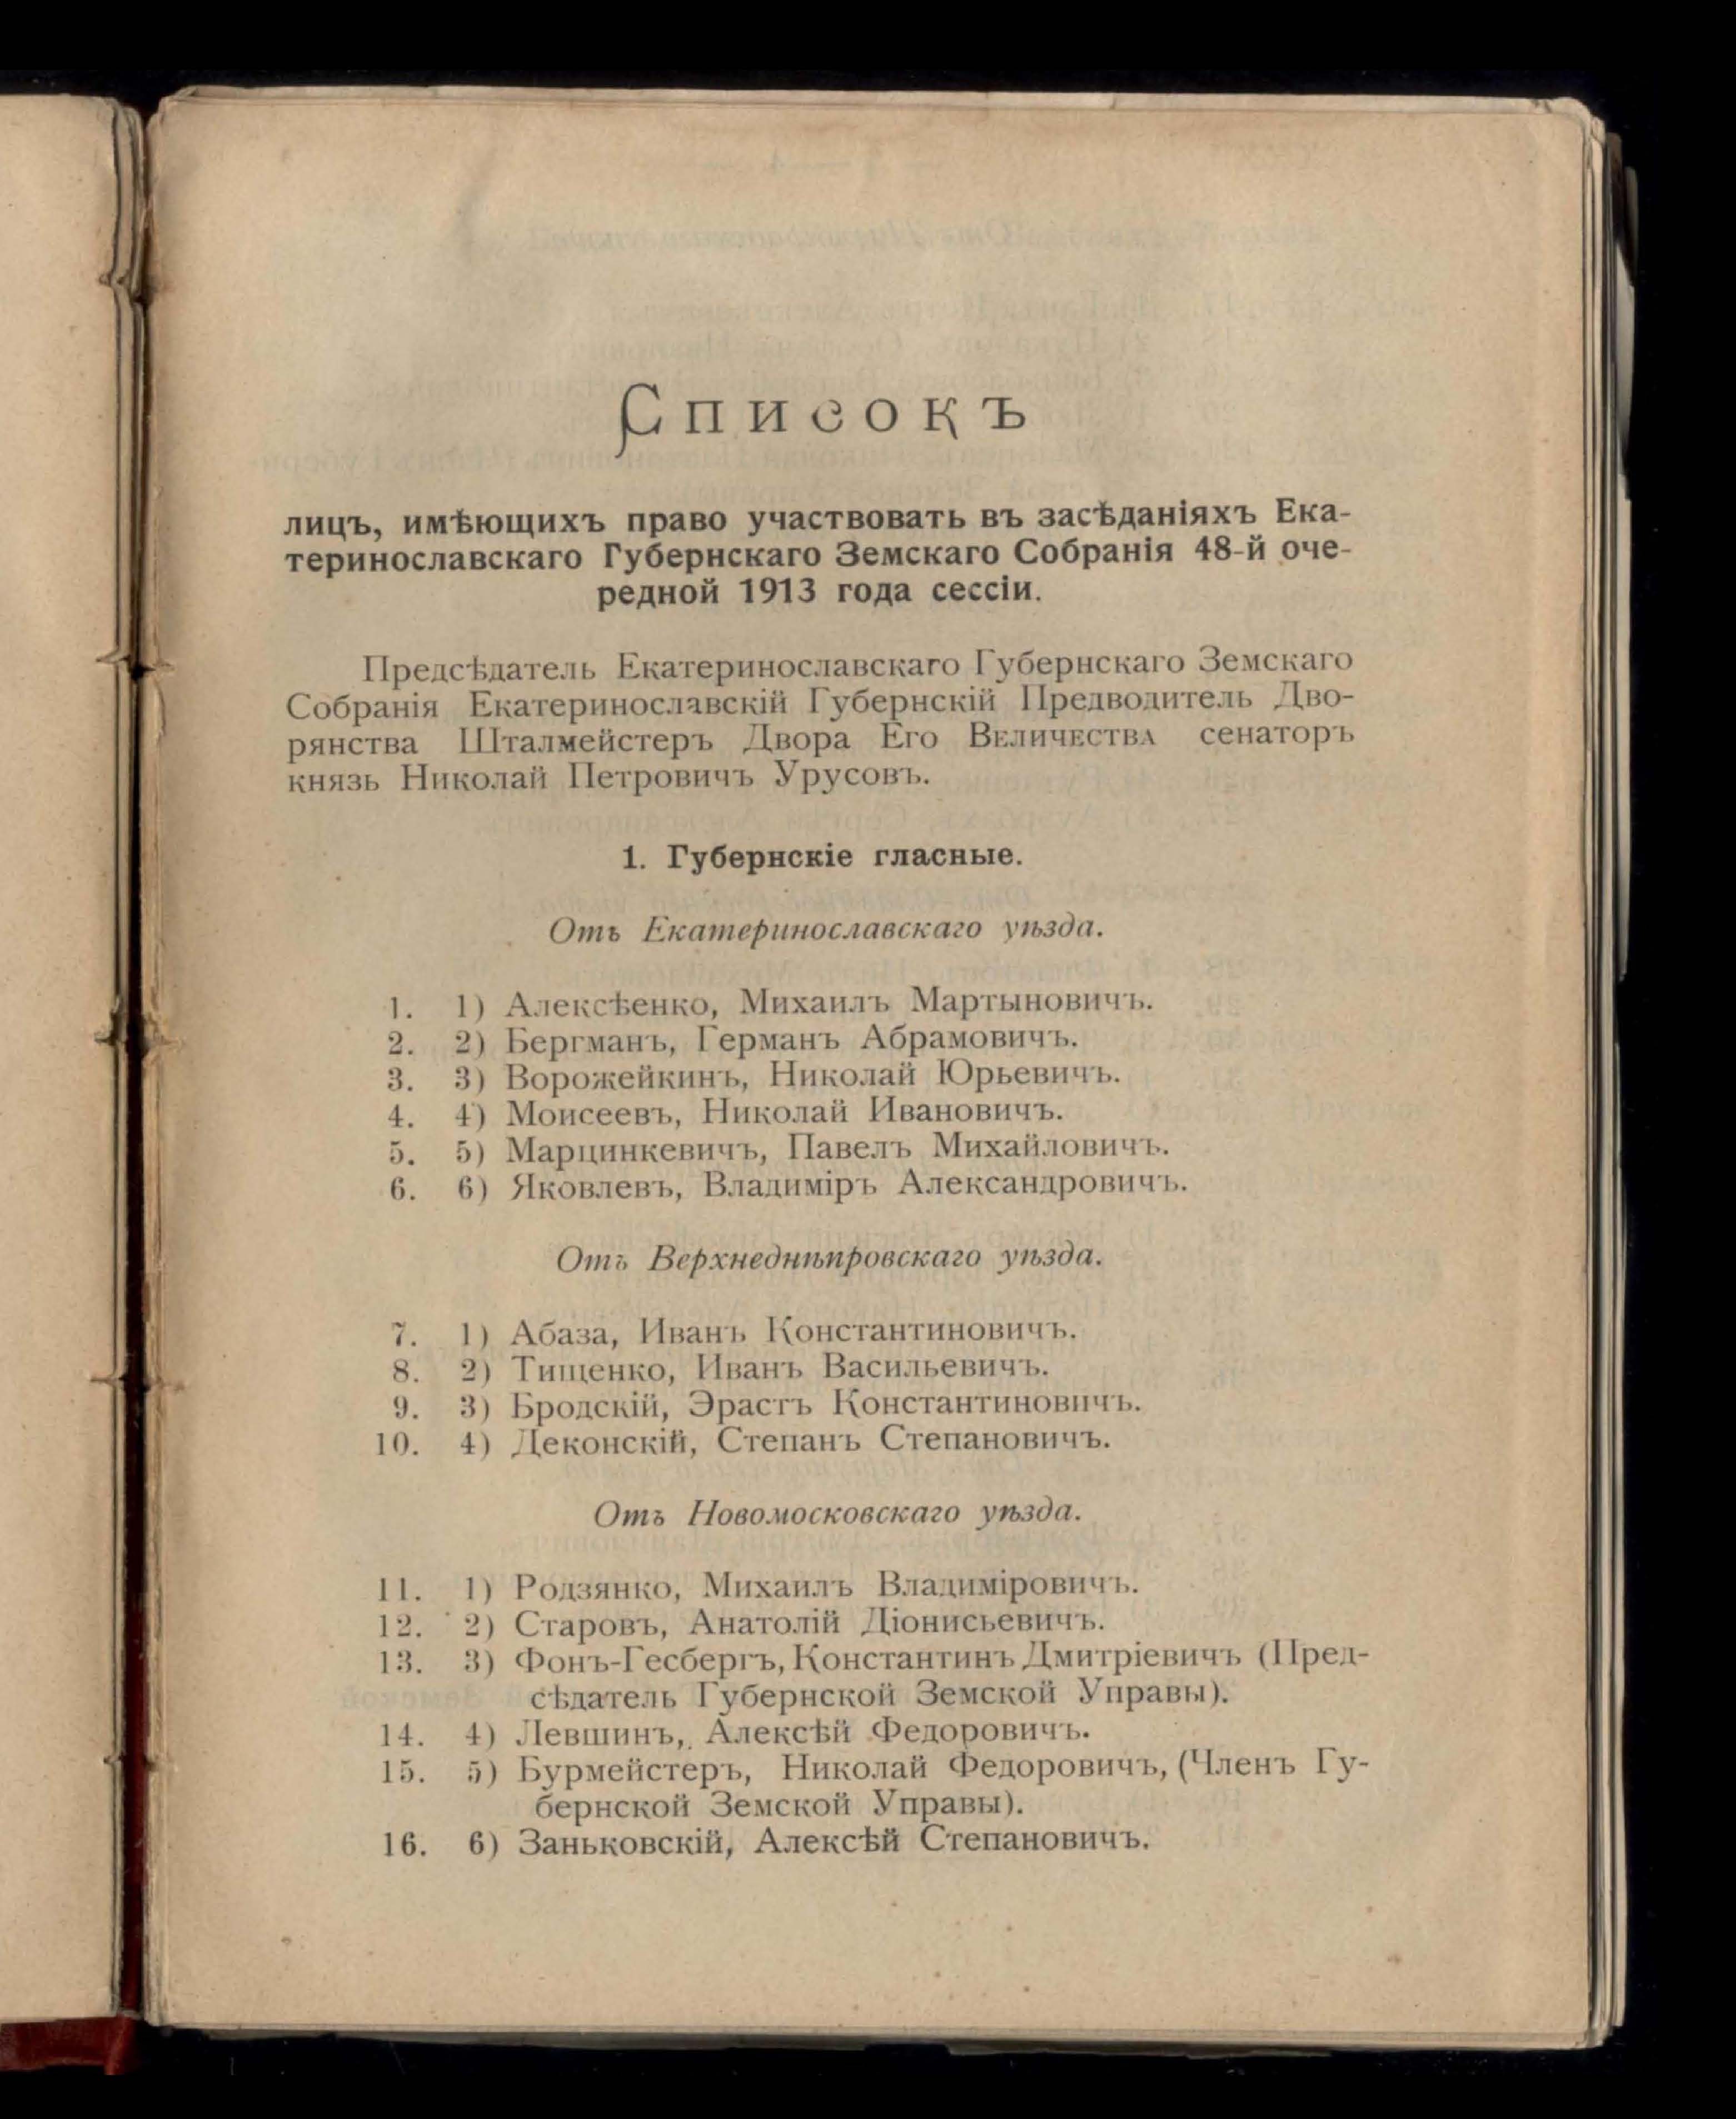 Списокъ
лицъ, имѣющихъ право участвовать въ засѣданіяхъ Ека-
теринославскаго Губернскаго Земскаго Собранія 48-й оче-
редной 1913 года сессіи.
Предсѣдатель Екатеринославскаго Губернскаго Земскаго
Собранія Екатеринославскій Губернскій Предводитель Дво-
рянства Шталмейстеръ Двора Его Величества сенаторъ
князь Николай Петровичъ Урусовъ.
1. Губернскіе гласные.
Отъ Екатеринославскаго уѣзда.
1. 1) Алексѣенко, Михаилъ Мартыновичъ.
2. 2) Бергманъ, Германъ Абрамовичъ.
3. 3) Ворожейкинъ, Николай Юрьевичъ.
4. 4) Моисеевъ, Николай Ивановичъ.
5. 5) Марцинкевичъ, Павелъ Михайловичъ.
6. 6) Яковлевъ, Владиміръ Александровичъ.
Отъ Верхнеднѣпровскаго уѣзда.
7. 1) Абаза, Иванъ Константиновичъ.
8. 2) Тищенко, Иванъ Васильевичъ.
9. 3) Бродскій, Эрастъ Константиновичъ.
10. 4) Деконскій, Степанъ Степановичъ.
Отъ Новомосковскаго уѣзда.
11. 1) Родзянко, Михаилъ Владиміровичъ.
12. 2) Старовъ, Анатолій Діонисьевичъ.
13. 3) Фонъ-Гесбергъ, Константинъ Дмитріевичъ (Пред-
сѣдатель Губернской Земской Управы).
14. 4) Левшинъ, Алексѣй Федоровичъ.
15. 5) Бурмейстеръ, Николай Федоровичъ, (Членъ Гу-
бернской Земской Управы).
16. 6) Заньковскій, Алексѣй Степановичъ.